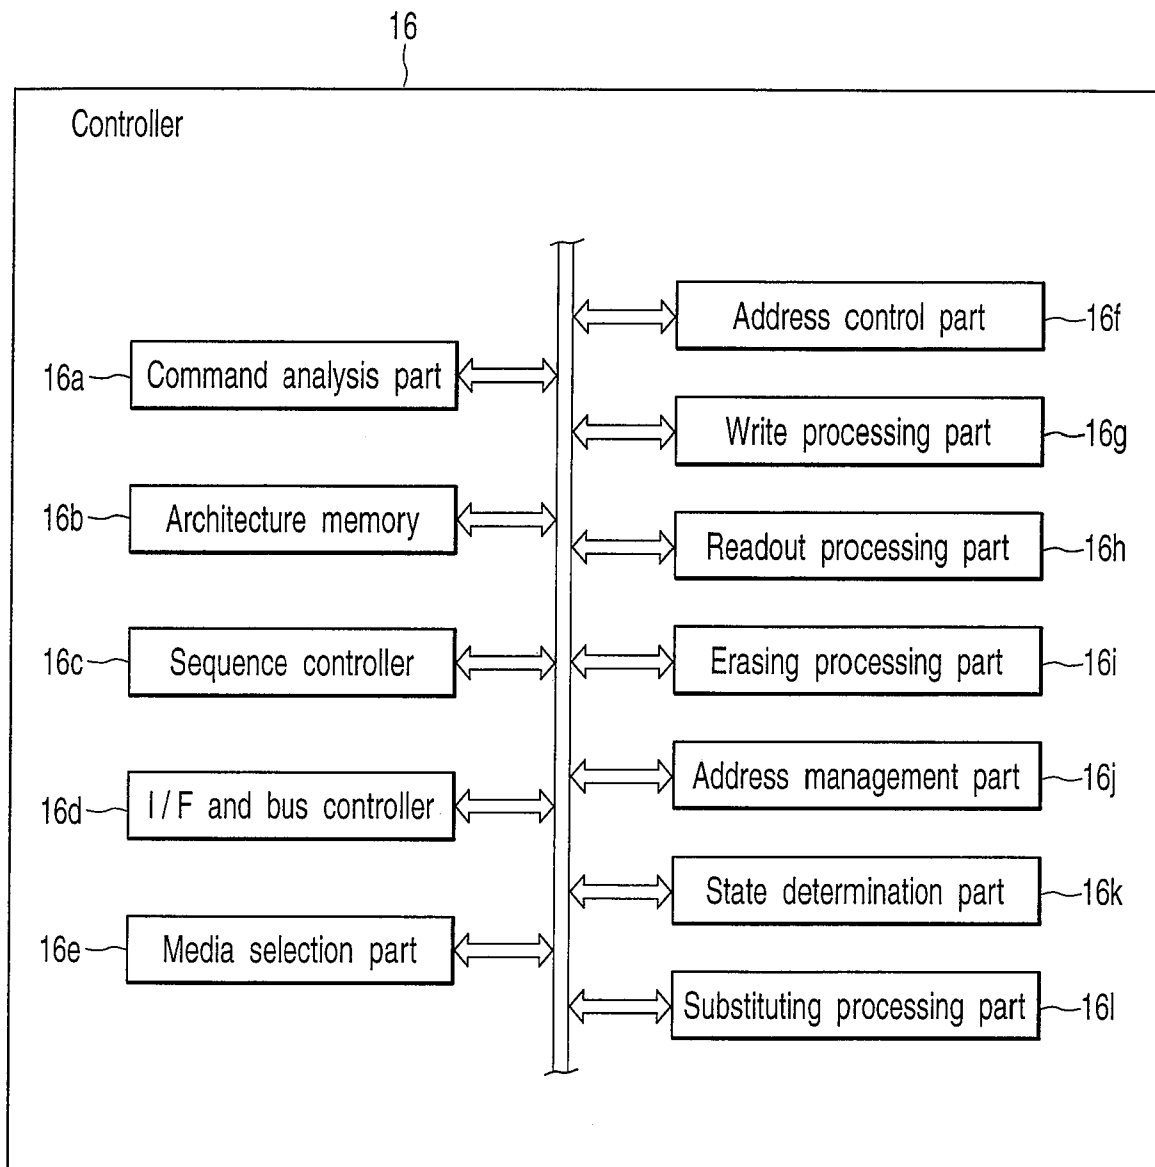 16
Controller
16a
Command analysis part
16b
Architecture memory
16c
Sequence controller
16d
I/F and bus controller
16e
Media selection part
Address control part
16f
Write processing part
16g
Readout processing part
16h
Erasing processing part
16i
Address management part
16j
State determination part
16k
Substituting processing part
16l